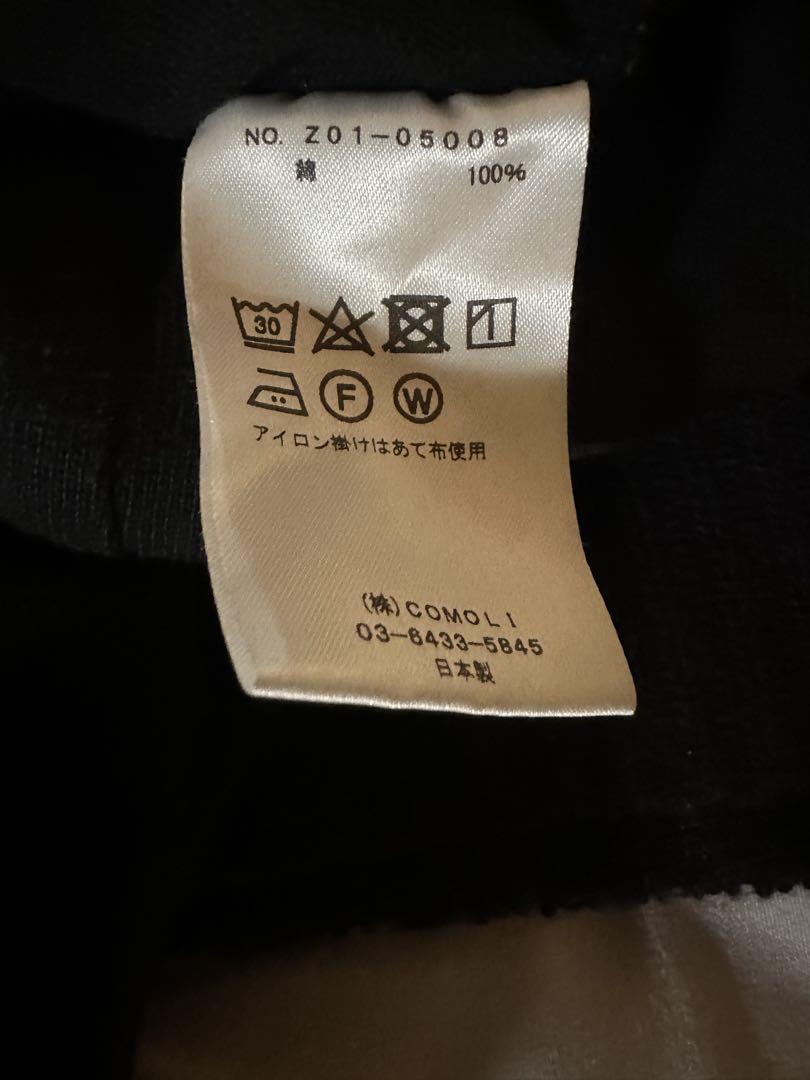 NO. Z01-05008
綿 100%
30
F W
アイロン掛けはあて布使用
(株)COMOLI
03-6433-5845
日本製